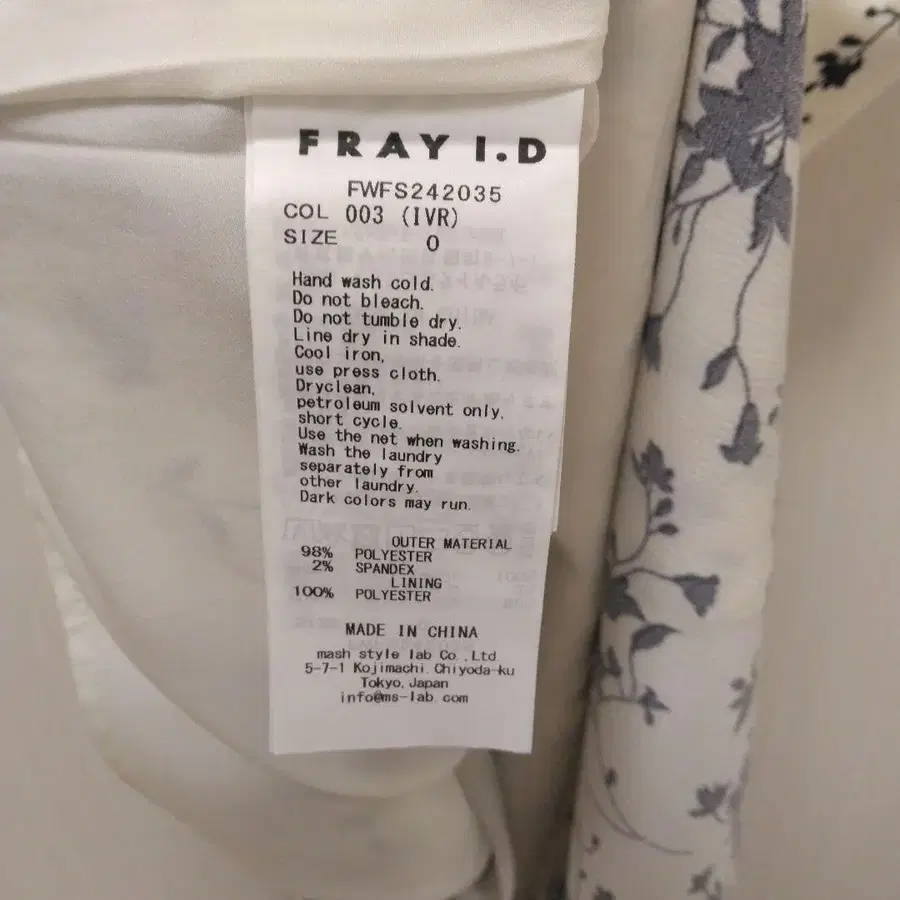 FRAY I.D
FWFS242035
COL 003 (IVR)
SIZE 0
Hand wash cold.
Do not bleach.
Do not tumble dry.
Line dry in shade.
Cool iron,
use press cloth.
Dryclean,
petroleum solvent only,
short cycle.
Use the net when washing.
Wash the laundry
separately from
other laundry.
Dark colors may run.
OUTER MATERIAL
98% POLYESTER
2% SPANDEX
LINING
100% POLYESTER
MADE IN CHINA
mash style lab Co.,Ltd.
5-7-1 Kojimachi Chiyoda-ku
Tokyo,Japan
info@ms-lab.com